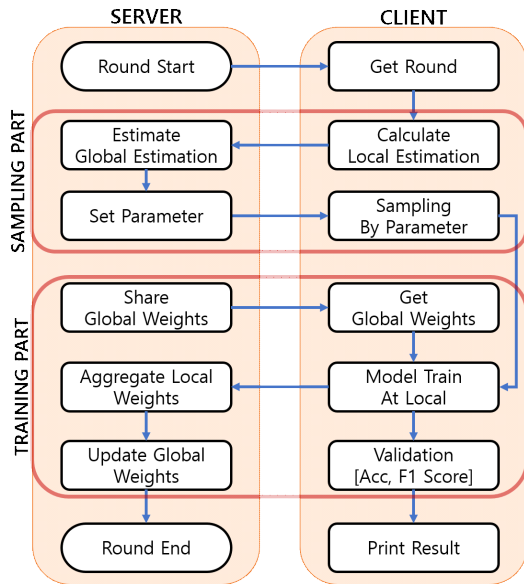 SERVER
CLIENT
Round Start
Get Round
SAMPLING PART
Estimate
Global Estimation
Calculate
Local Estimation
Set Parameter
Sampling
By Parameter
TRAINING PART
Share
Global Weights
Get
Global Weights
Aggregate Local
Weights
Model Train
At Local
Update Global
Weights
Validation
[Acc, F1 Score]
Round End
Print Result